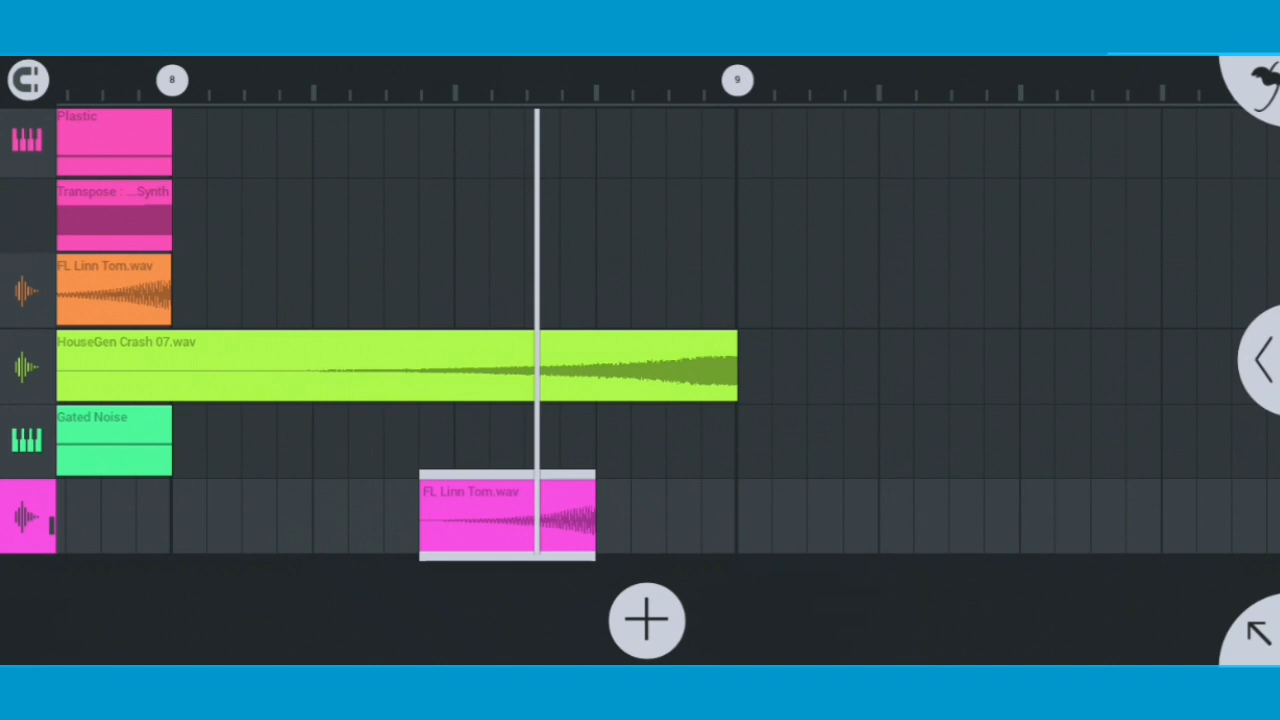 8
9
Plastic
Transpose : ...Synth
FL Linn Tom.wav
HouseGen Crash 07.wav
Gated Noise
FL Linn Tom.wav